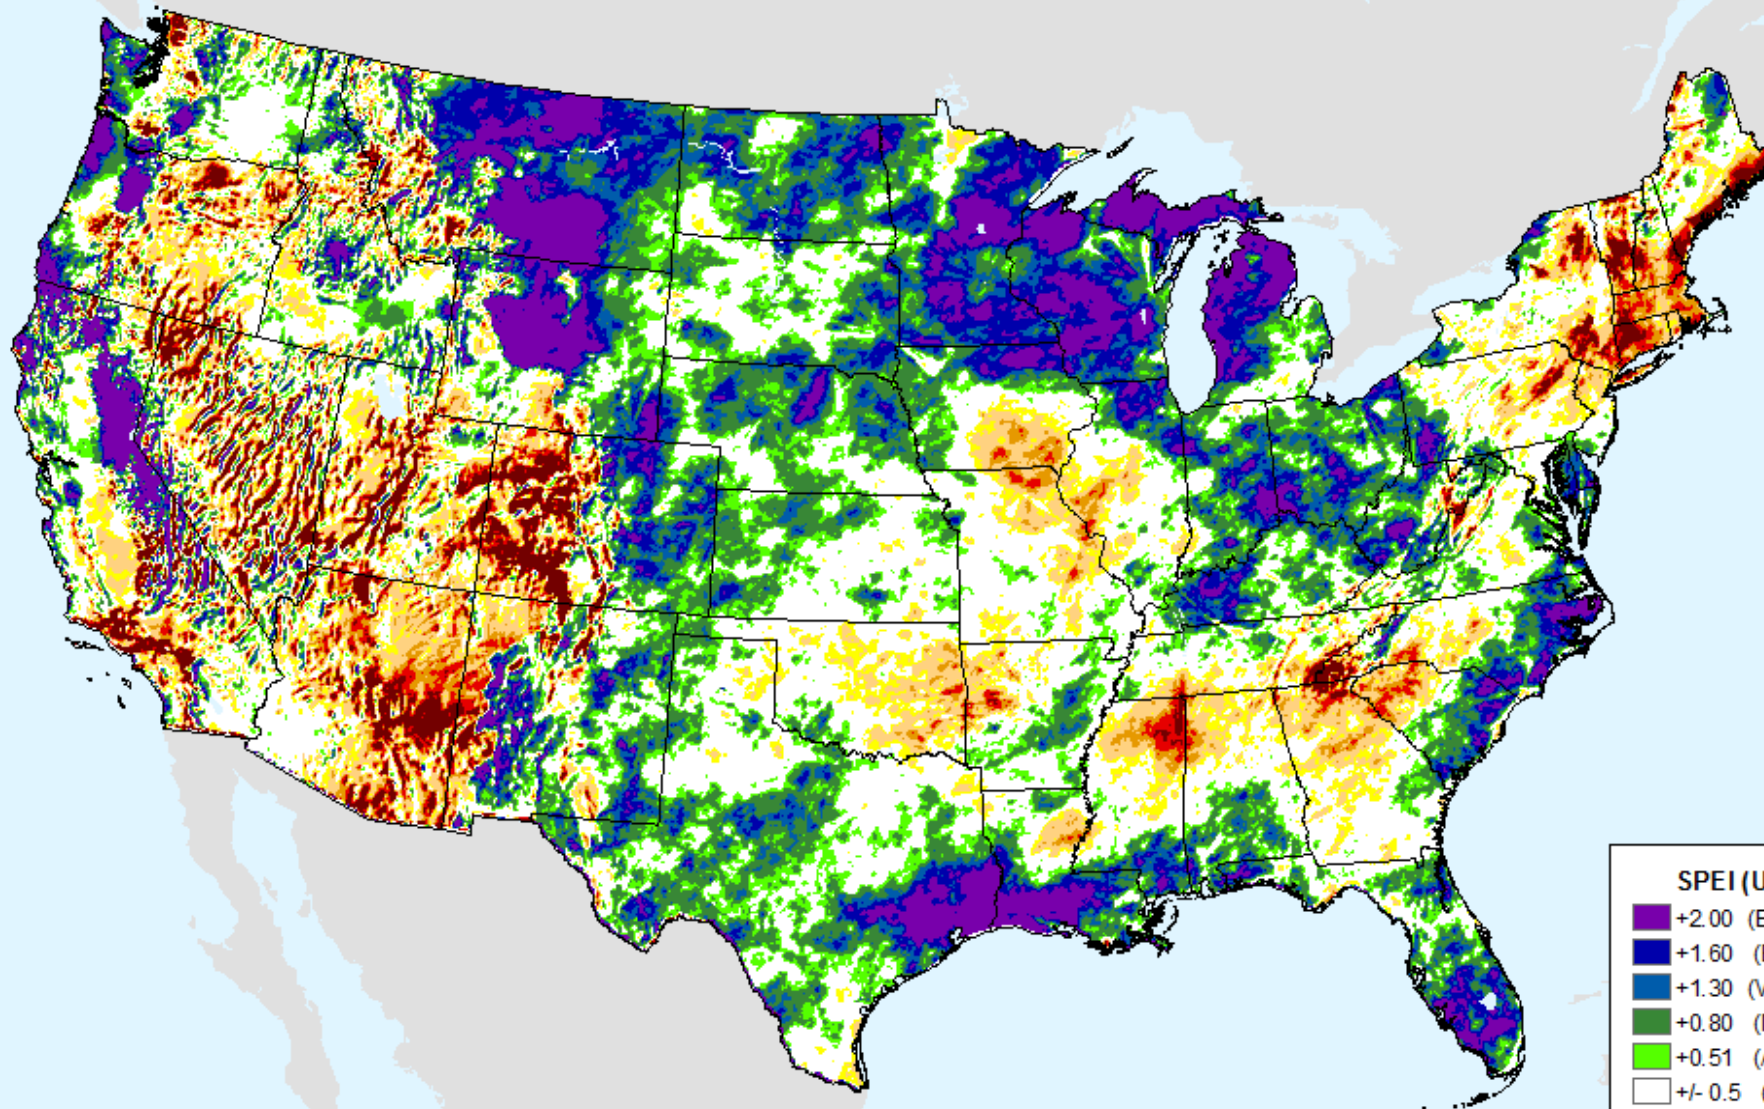 SPEI (U
+2.00 (E
+1.60 (
+1.30 (V
+0.80 (
+0.51 (
+/- 0.5 (